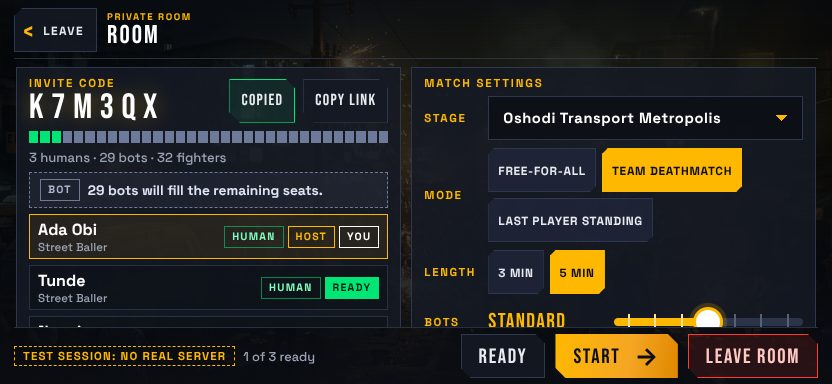 < LEAVE
PRIVATE ROOM
ROOM
INVITE CODE
K7M3QX
COPIED
COPY LINK
3 humans · 29 bots · 32 fighters
BOT 29 bots will fill the remaining seats.
Ada Obi
Street Baller
HUMAN HOST YOU
Tunde
Street Baller
HUMAN READY
MATCH SETTINGS
STAGE Oshodi Transport Metropolis
MODE
FREE-FOR-ALL TEAM DEATHMATCH
LAST PLAYER STANDING
LENGTH 3 MIN 5 MIN
BOTS STANDARD
TEST SESSION: NO REAL SERVER 1 of 3 ready
READY START → LEAVE ROOM